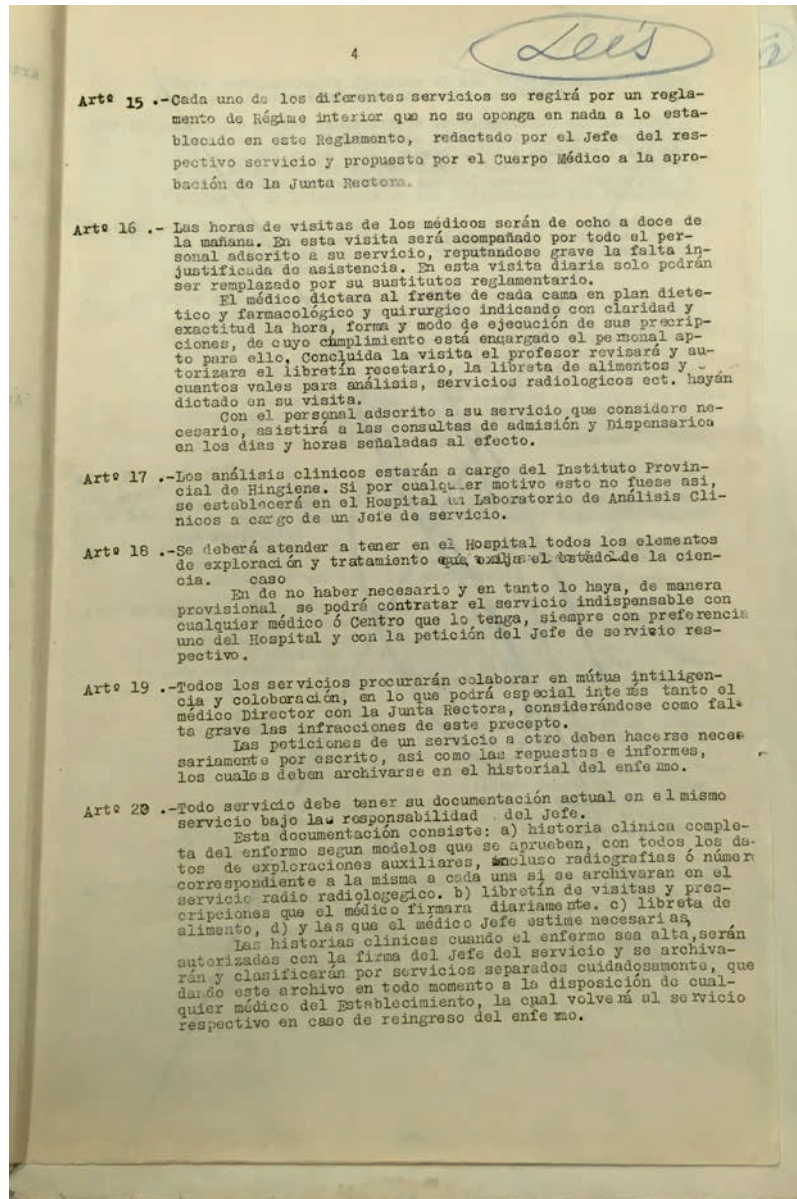 4
Leis
Artº 15 .-Cada uno de los diferentes servicios se regirá por un regla-
mento de Régime interior que no se oponga en nada a lo esta-
blecido en este Reglamento, redactado por el Jefe del res-
pectivo servicio y propuesto por el Cuerpo Médico a la apro-
bación de la Junta Rectora.
Artº 16 .- Las horas de visitas de los médicos serán de ocho a doce de
la mañana. En esta visita será acompañado por todo el per-
sonal adscrito a su servicio, reputandose grave la falta in-
justificada de asistencia. En esta visita diaria solo podrán
ser remplazado por su sustitutos reglamentario.
El médico dictara al frente de cada cama en plan diete-
tico y farmacológico y quirurgico indicando con claridad y
exactitud la hora, forma y modo de ejecución de sus precrip-
ciones, de cuyo cumplimiento está engargado el personal ap-
to para ello. Concluida la visita el profesor revisará y au-
torizara el libretín recetario, la libreta de alimentos y -
cuantos vales para análisis, servicios radiologicos ect. hayán
dictado en su visita.
Con el personal adscrito a su servicio que considere ne-
cesario, asistirá a las consultas de admisión y Dispensarios
en los dias y horas señaladas al efecto.
Artº 17 .-Los análisis clinicos estarán a cargo del Instituto Provin-
cial de Hingiene. Si por cualquier motivo esto no fuese asi,
se establecerá en el Hospital un Laboratorio de Análisis Clí-
nicos a cargo de un Jefe de servicio.
Artº 18 .-Se deberá atender a tener en el Hospital todos los elementos
de exploración y tratamiento que exija el estado de la cien-
cia. caso
En de no haber necesario y en tanto lo haya, de manera
provisional, se podrá contratar el servicio indispensable con
cualquier médico ó Centro que lo tenga, siempre con preferencia
uno del Hospital y con la petición del Jefe de servicio res-
pectivo.
Artº 19 .-Todos los servicios procurarán colaborar en mútua intiligen-
cia y coloboración, en lo que podrá especial interés tanto el
médico Director con la Junta Rectora, considerándose como fal-
ta grave las infracciones de este precepto.
Las peticiones de un servicio a otro deben hacerse neces
sariamente por escrito, asi como las repuestas e informes,
los cuales deben archivarse en el historial del enfermo.
Artº 20 .-Todo servicio debe tener su documentación actual en el mismo
servicio bajo las responsabilidad . del Jefe.
Esta documentación consiste: a) historia clinica comple-
ta del enfermo segun modelos que se aprueben, con todos los da-
tos de exploraciones auxiliares, incluso radiografias ó númer
correspondiente a la misma a cada una si se archivaran en el
servicio radio radiologegico. b) libretín de visitas y pres-
cripciones que el médico firmara diariamente. c) libreta de
alimento, d) y las que el médico Jefe estime necesarias,
Las historias clinicas cuando el enfermo sea alta,serán
autorizadas con la firma del Jefe del servicio y se archiva-
rán y clasificarán por servicios separados cuidadosamente, que
dando este archivo en todo momento a la disposición de cual-
quier médico del Establecimiento, la cual volverá al servicio
respectivo en caso de reingreso del enfermo.